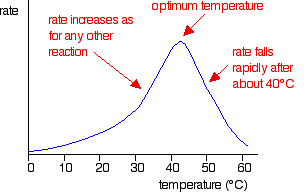 optimum temperature
rate
rate increases as
for any other
reaction
rate falls
rapidly after
about 40°C
0 10 20 30 40 50 60
temperature (°C)